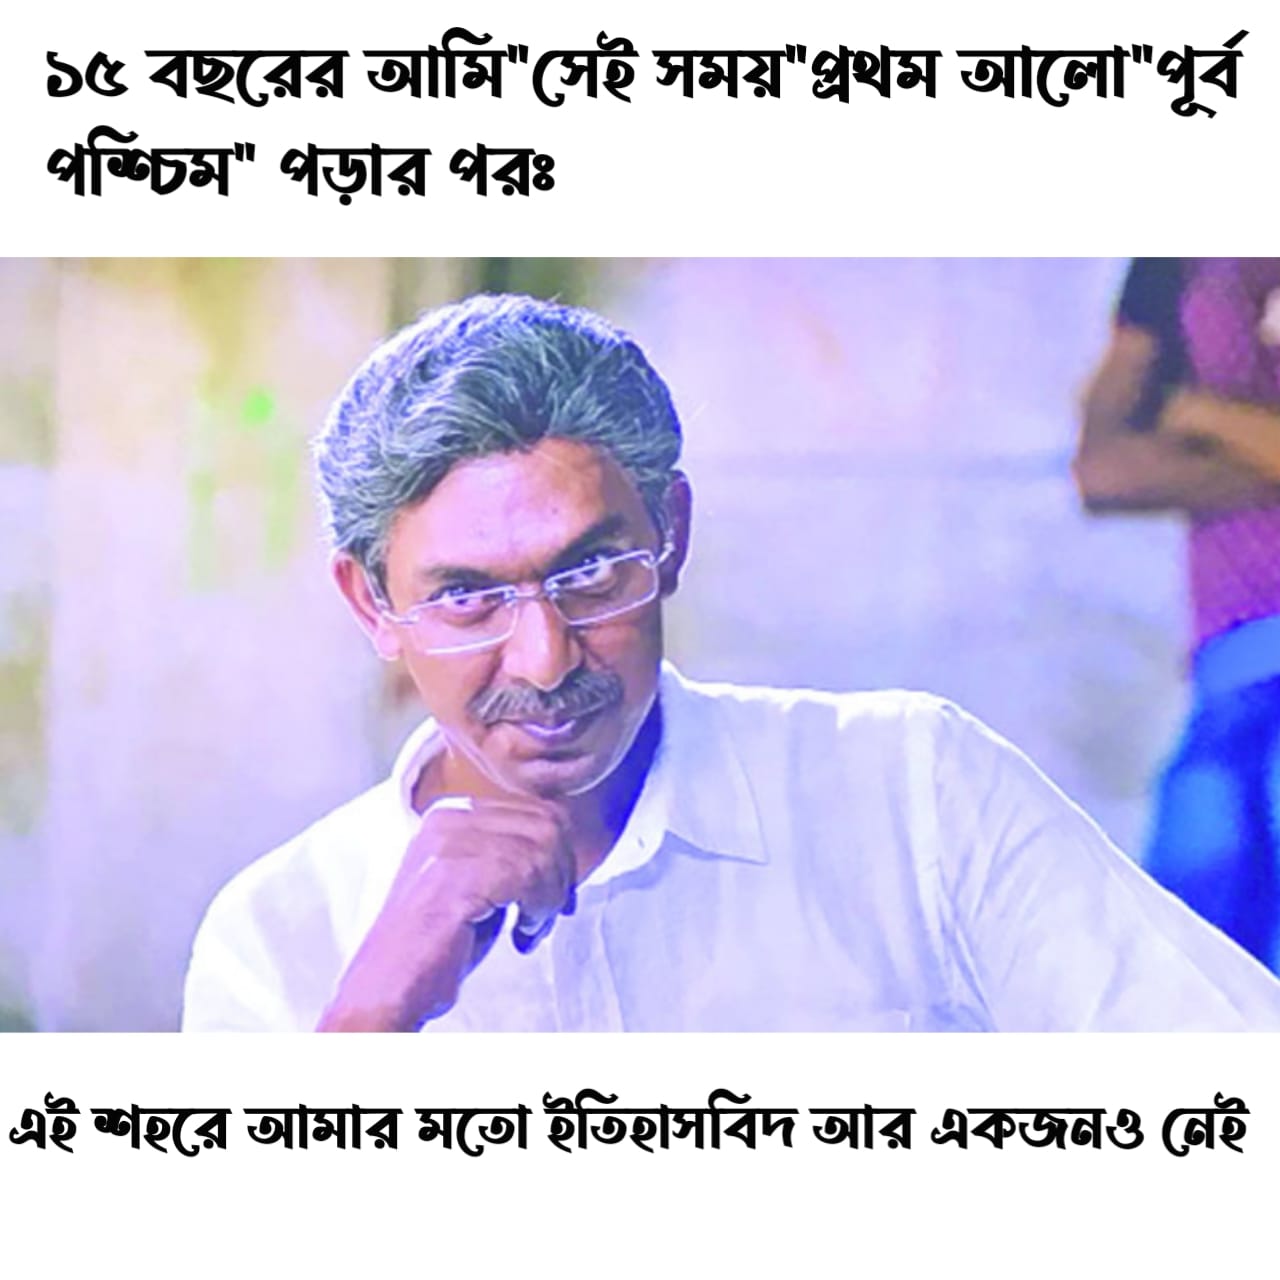 ১৫ বছরের আমি"সেই সময়"প্রথম আলো"পূর্ব
পশ্চিম" পড়ার পরঃ
এই শহরে আমার মতো ইতিহাসবিদ আর একজনও নেই